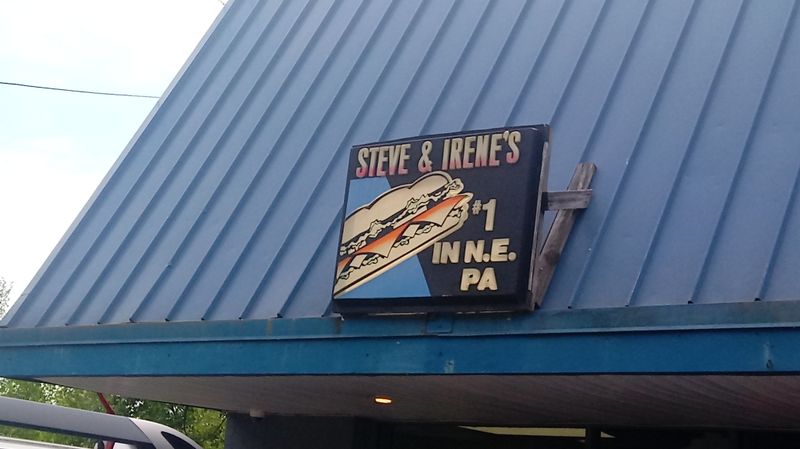 STEVE & IRENE'S
#1
IN N.E.
PA